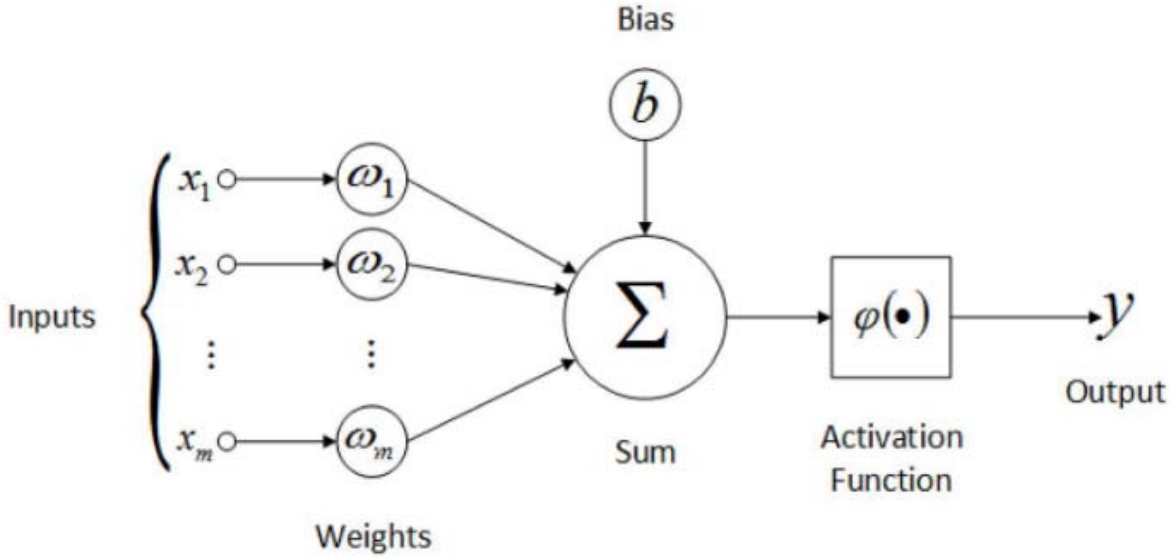 Bias
b
x₁ ω₁
x₂ ω₂
Inputs
⋮ ⋮
Σ
φ(•)
y
Output
xₘ ωₘ
Sum
Activation
Function
Weights